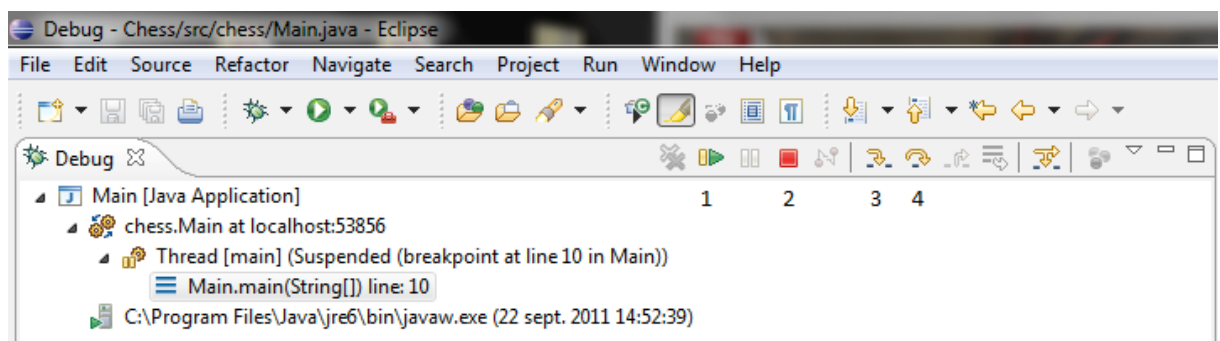 Debug - Chess/src/chess/Main.java - Eclipse
File Edit Source Refactor Navigate Search Project Run Window Help
Debug
Main [Java Application] 1 2 3 4
chess.Main at localhost:53856
Thread [main] (Suspended (breakpoint at line 10 in Main))
Main.main(String[]) line: 10
C:\Program Files\Java\jre6\bin\javaw.exe (22 sept. 2011 14:52:39)